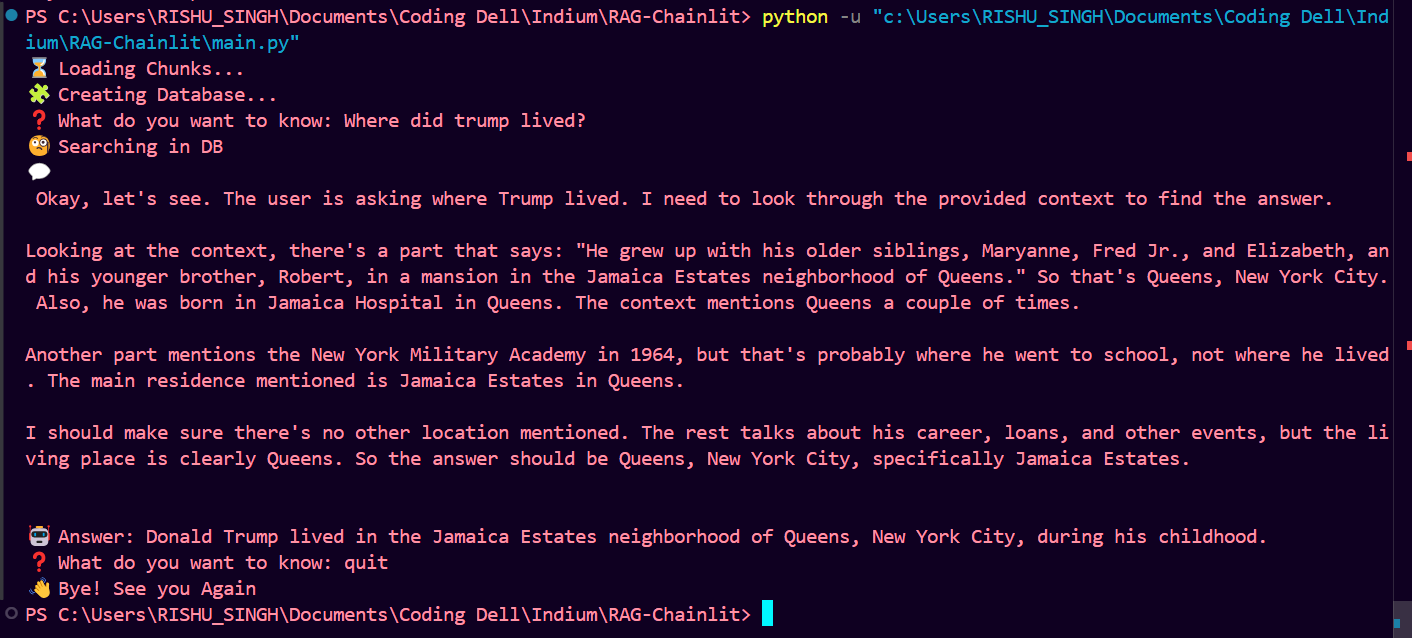 PS C:\Users\RISHU_SINGH\Documents\Coding Dell\Indium\RAG-Chainlit> python -u "c:\Users\RISHU_SINGH\Documents\Coding Dell\Ind
ium\RAG-Chainlit\main.py"
⏳ Loading Chunks...
🧩 Creating Database...
❓ What do you want to know: Where did trump lived?
🧐 Searching in DB
💬
Okay, let's see. The user is asking where Trump lived. I need to look through the provided context to find the answer.
Looking at the context, there's a part that says: "He grew up with his older siblings, Maryanne, Fred Jr., and Elizabeth, an
d his younger brother, Robert, in a mansion in the Jamaica Estates neighborhood of Queens." So that's Queens, New York City.
Also, he was born in Jamaica Hospital in Queens. The context mentions Queens a couple of times.
Another part mentions the New York Military Academy in 1964, but that's probably where he went to school, not where he lived
. The main residence mentioned is Jamaica Estates in Queens.
I should make sure there's no other location mentioned. The rest talks about his career, loans, and other events, but the li
ving place is clearly Queens. So the answer should be Queens, New York City, specifically Jamaica Estates.
🤖 Answer: Donald Trump lived in the Jamaica Estates neighborhood of Queens, New York City, during his childhood.
❓ What do you want to know: quit
👋 Bye! See you Again
PS C:\Users\RISHU_SINGH\Documents\Coding Dell\Indium\RAG-Chainlit>